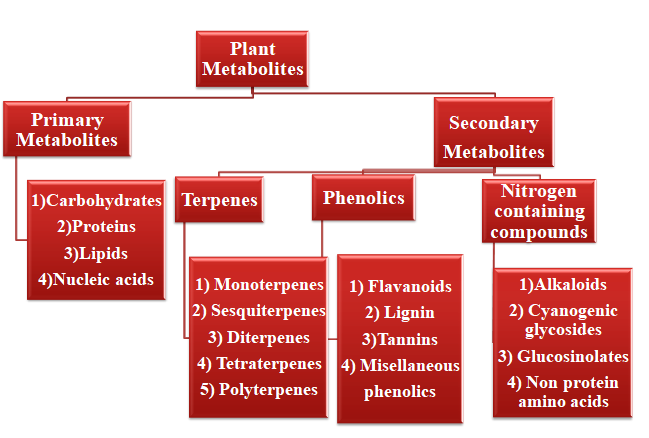 Plant
Metabolites
Primary
Metabolites
Secondary
Metabolites
1)Carbohydrates
2)Proteins
3)Lipids
4)Nucleic acids
Terpenes
Phenolics
Nitrogen
containing
compounds
1) Monoterpenes
2) Sesquiterpenes
3) Diterpenes
4) Tetraterpenes
5) Polyterpenes
1) Flavanoids
2) Lignin
3)Tannins
4) Misellaneous
phenolics
1)Alkaloids
2) Cyanogenic
glycosides
3) Glucosinolates
4) Non protein
amino acids